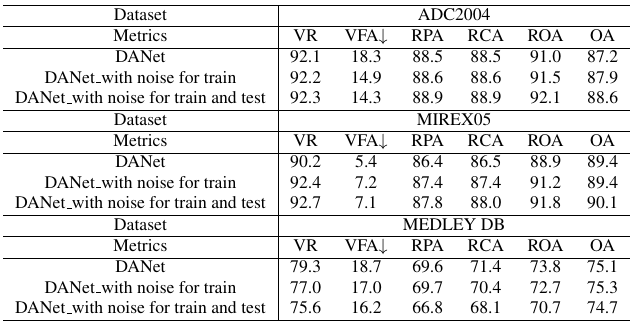 Dataset ADC2004
Metrics VR VFA↓ RPA RCA ROA OA
DANet 92.1 18.3 88.5 88.5 91.0 87.2
DANet_with noise for train 92.2 14.9 88.6 88.6 91.5 87.9
DANet_with noise for train and test 92.3 14.3 88.9 88.9 92.1 88.6
Dataset MIREX05
Metrics VR VFA↓ RPA RCA ROA OA
DANet 90.2 5.4 86.4 86.5 88.9 89.4
DANet_with noise for train 92.4 7.2 87.4 87.4 91.2 89.4
DANet_with noise for train and test 92.7 7.1 87.8 88.0 91.8 90.1
Dataset MEDLEY DB
Metrics VR VFA↓ RPA RCA ROA OA
DANet 79.3 18.7 69.6 71.4 73.8 75.1
DANet_with noise for train 77.0 17.0 69.7 70.4 72.7 75.3
DANet_with noise for train and test 75.6 16.2 66.8 68.1 70.7 74.7